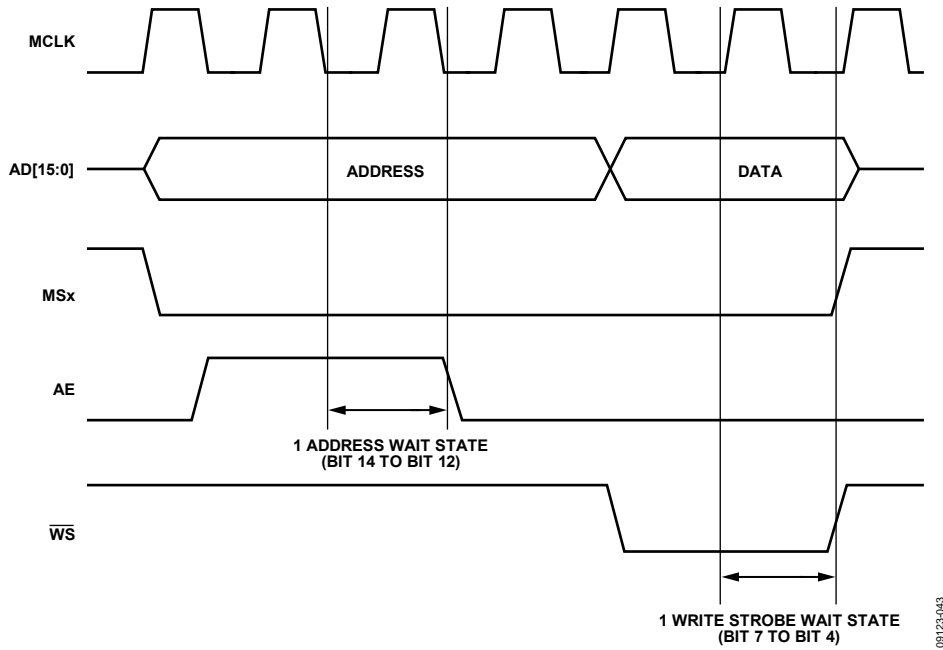 MCLK
AD[15:0]
ADDRESS
DATA
MSx
AE
1 ADDRESS WAIT STATE
(BIT 14 TO BIT 12)
WS
1 WRITE STROBE WAIT STATE
(BIT 7 TO BIT 4)
09123-043